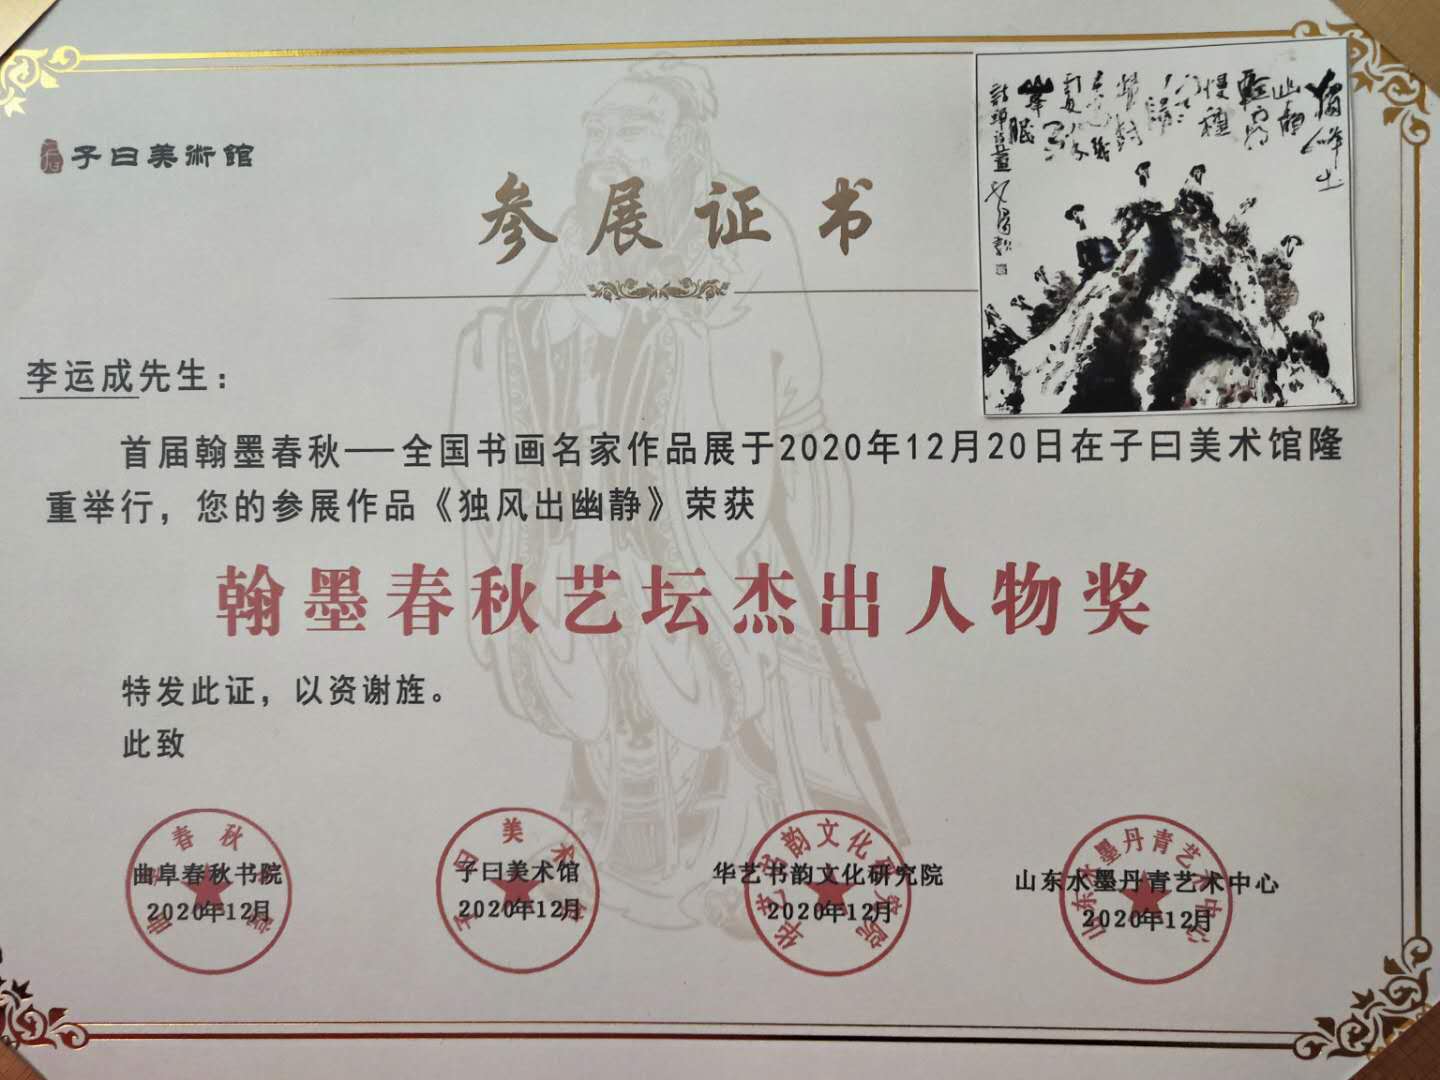 子曰美術館
参展证书
李运成先生：
首届翰墨春秋——全国书画名家作品展于2020年12月20日在子曰美术馆隆
重举行，您的参展作品《独风出幽静》荣获
翰墨春秋艺坛杰出人物奖
特发此证，以资谢旌。
此致
曲阜春秋书院
2020年12月
子曰美术馆
2020年12月
华艺书韵文化研究院
2020年12月
山东水墨丹青艺术中心
2020年12月